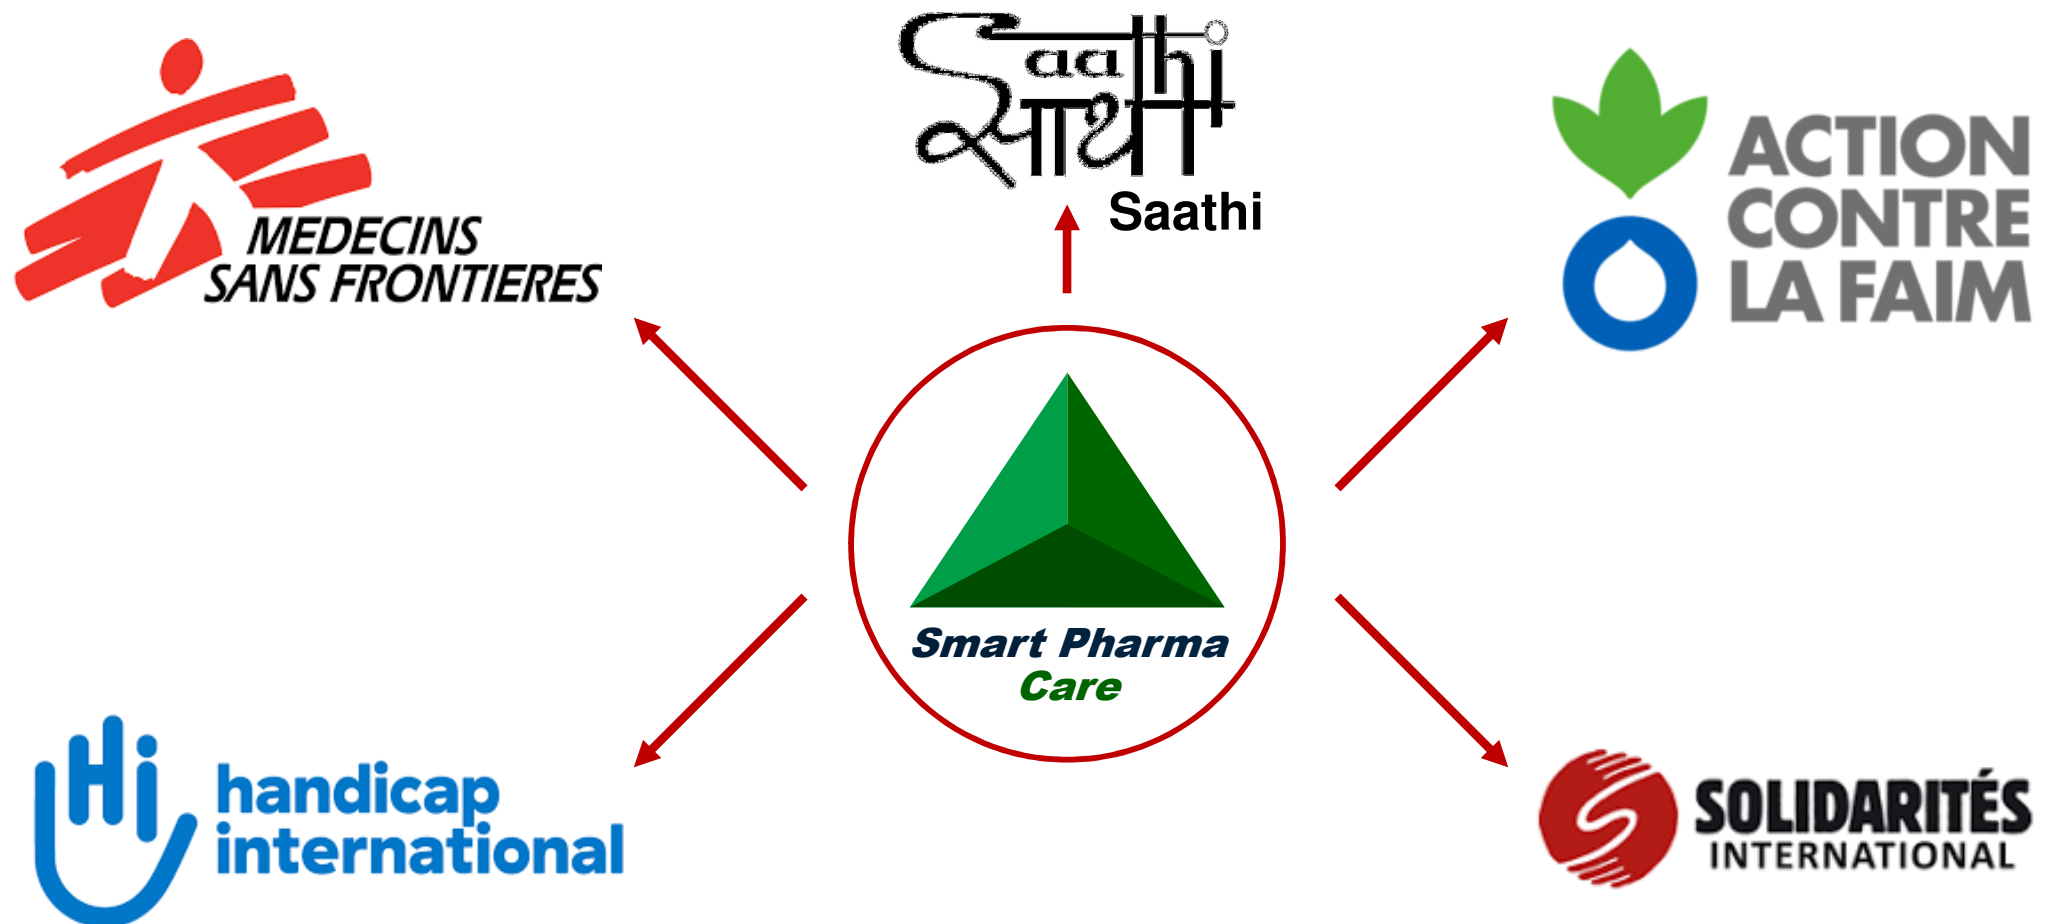 MEDECINS
SANS FRONTIERES
Saathi
साथी
Saathi
ACTION
CONTRE
LA FAIM
Smart Pharma
Care
Hi
handicap
international
SOLIDARITÉS
INTERNATIONAL